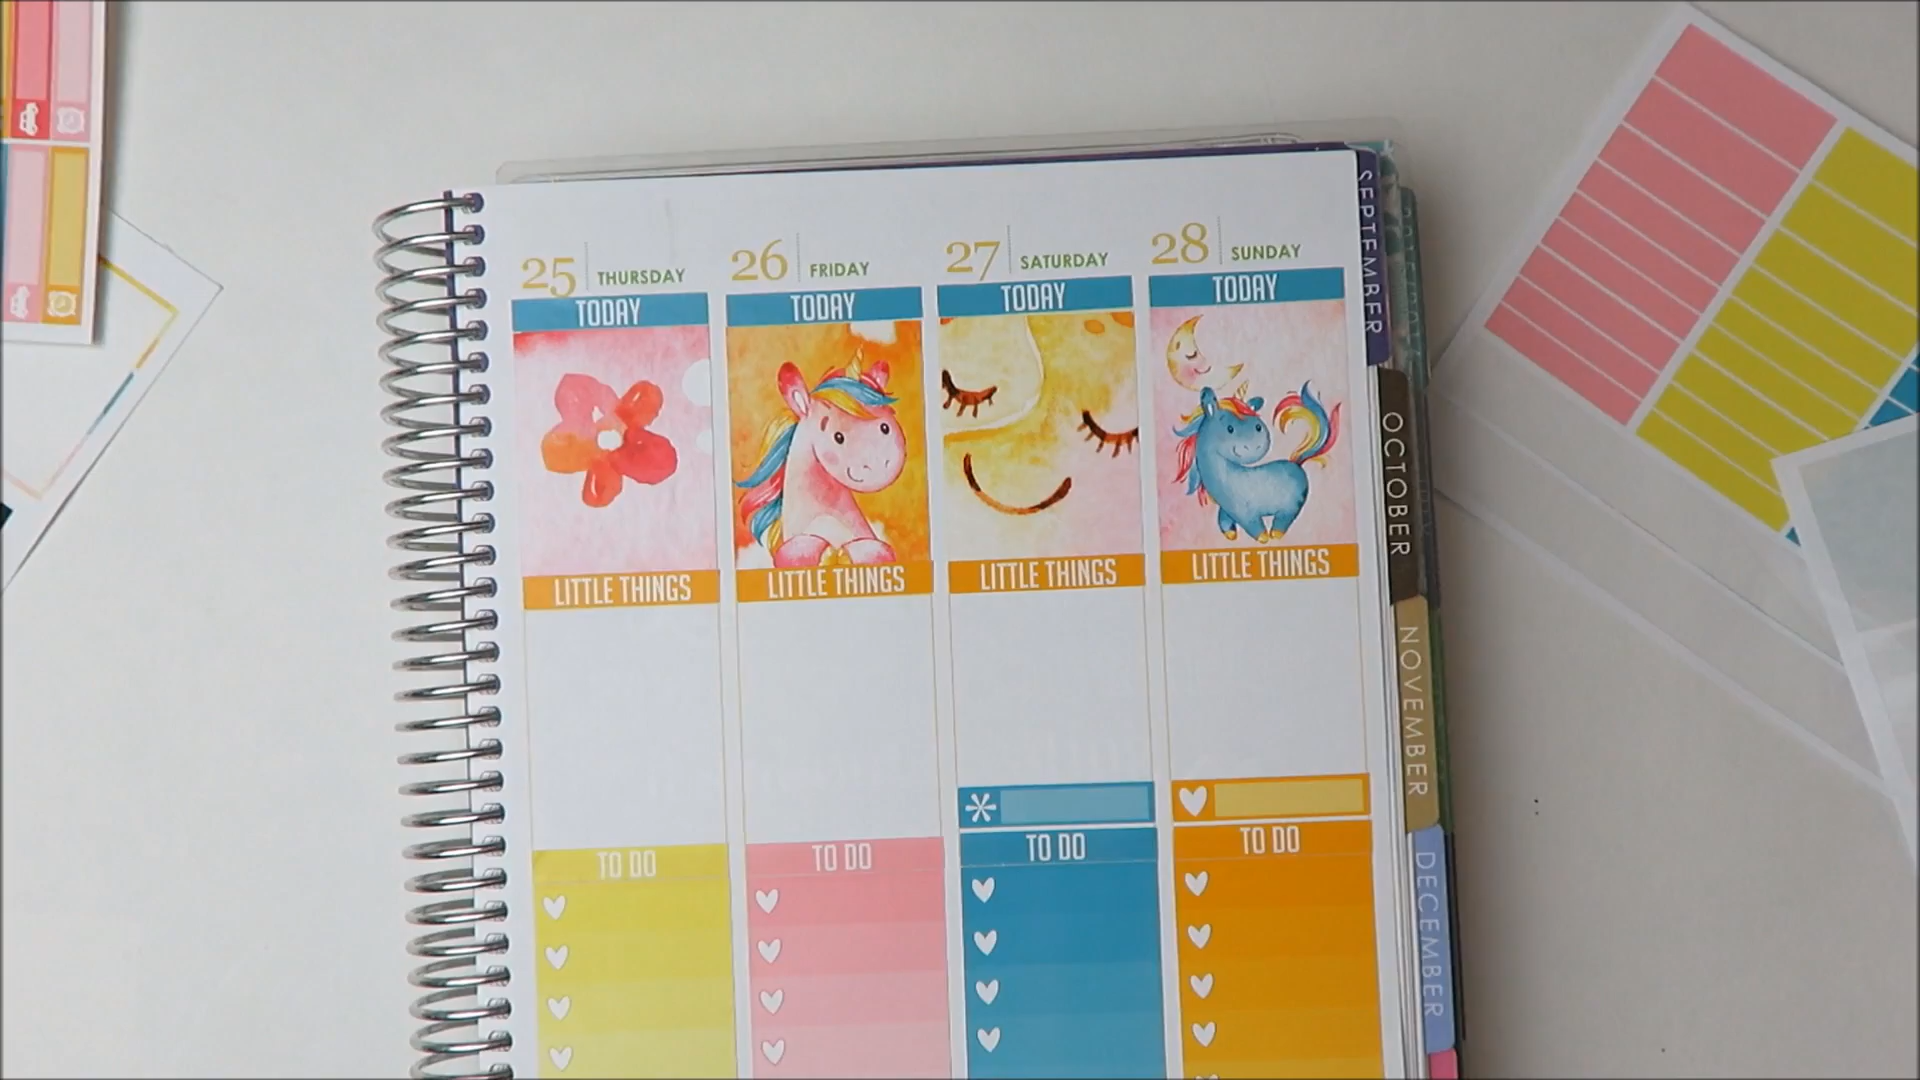 25 THURSDAY
26 FRIDAY
27 SATURDAY
28 SUNDAY
TODAY
TODAY
TODAY
TODAY
LITTLE THINGS
LITTLE THINGS
LITTLE THINGS
LITTLE THINGS
TO DO
TO DO
TO DO
TO DO
SEPTEMBER
OCTOBER
NOVEMBER
DECEMBER